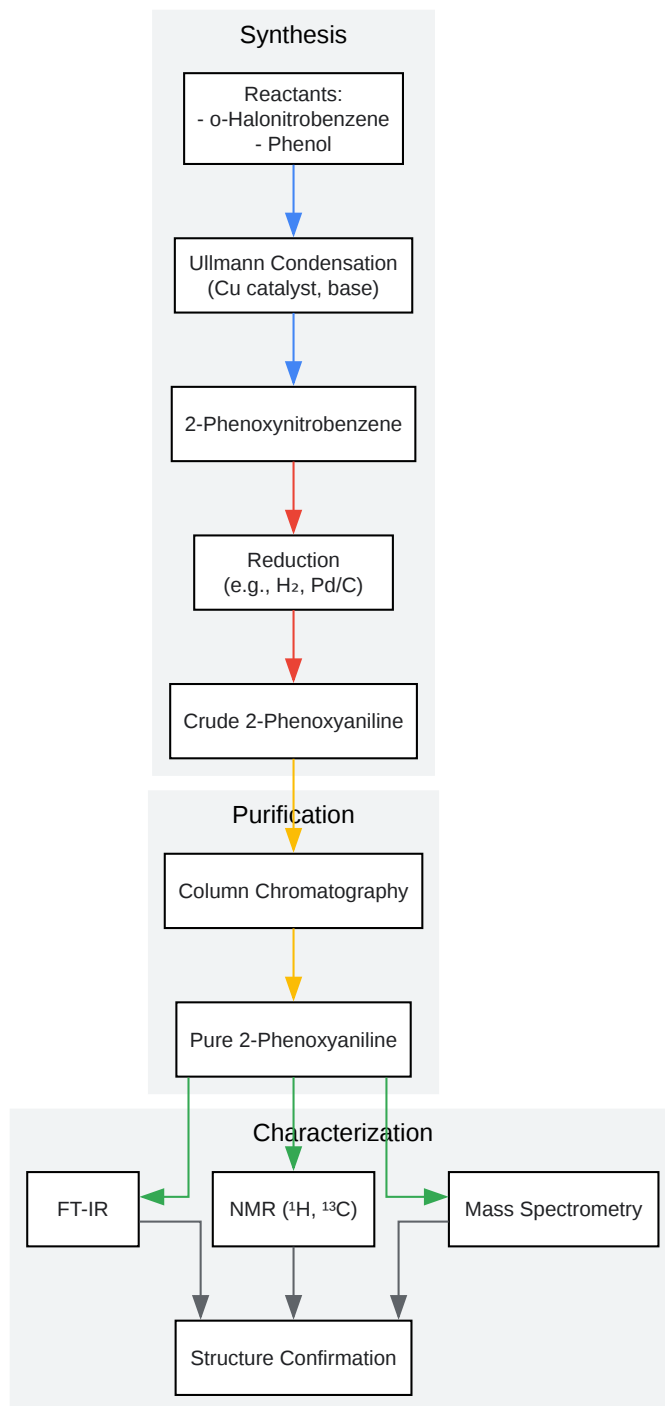 Synthesis
Reactants:
- o-Halonitrobenzene
- Phenol
Ullmann Condensation
(Cu catalyst, base)
2-Phenoxynitrobenzene
Reduction
(e.g., H₂, Pd/C)
Crude 2-Phenoxyaniline
Purification
Column Chromatography
Pure 2-Phenoxyaniline
Characterization
FT-IR
NMR (¹H, ¹³C)
Mass Spectrometry
Structure Confirmation